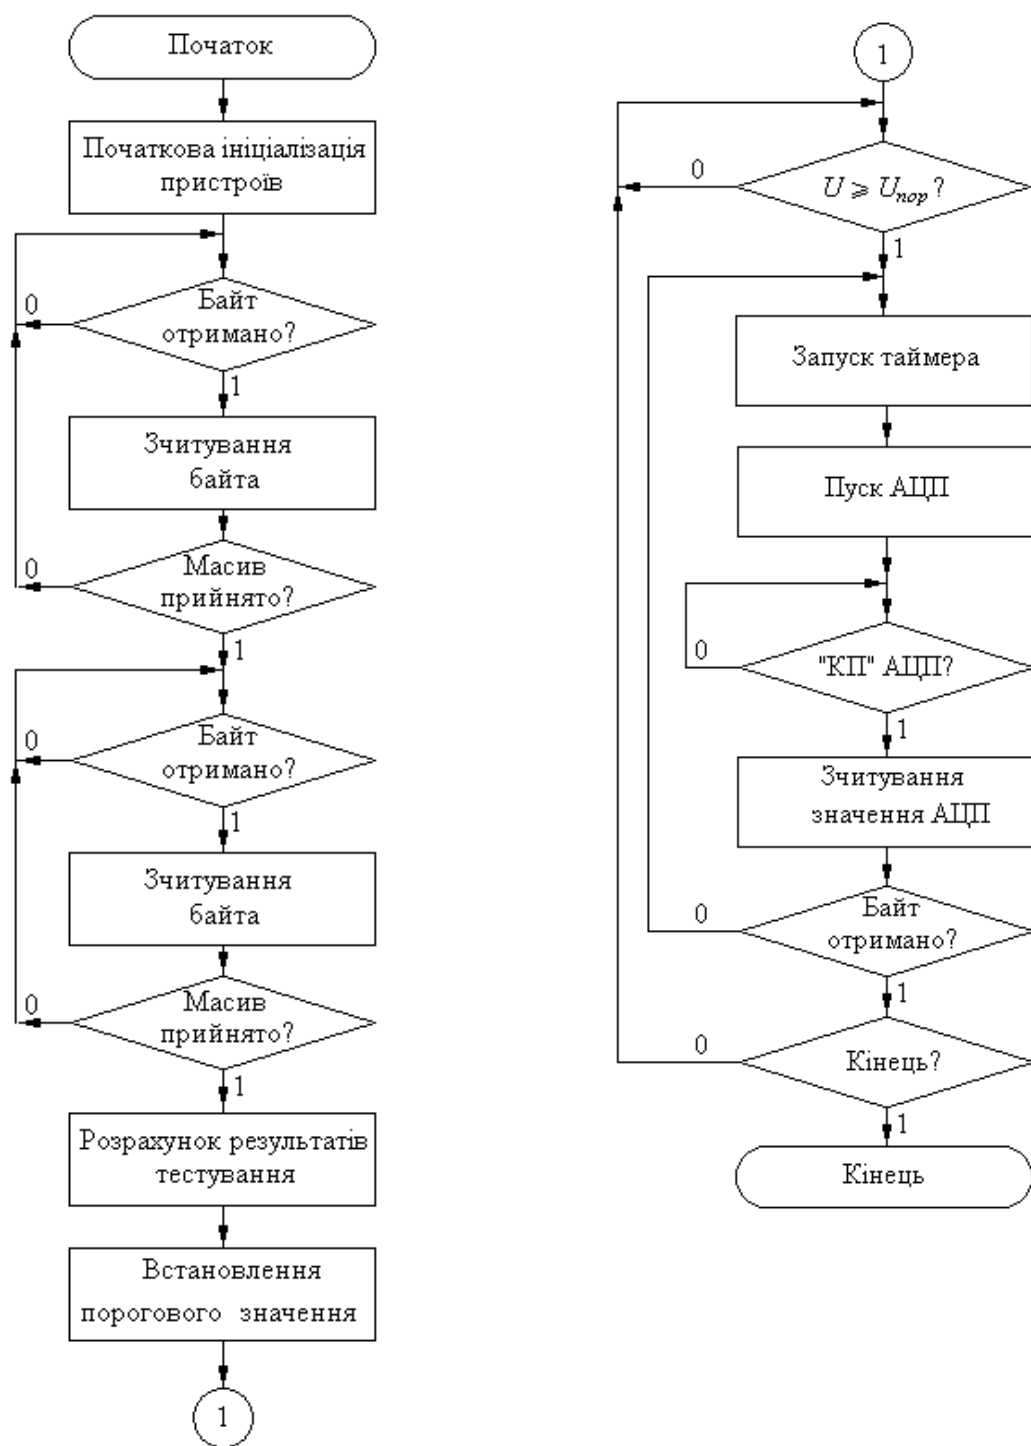 Початок
Початкова ініціалізація
пристроїв
0
Байт
отримано?
1
Зчитування
байта
0
Масив
прийнято?
1
0
Байт
отримано?
1
Зчитування
байта
0
Масив
прийнято?
1
Розрахунок результатів
тестування
Встановлення
порогового значення
1
1
0
U ⩾ Uпор?
1
Запуск таймера
Пуск АЦП
0
"КП" АЦП?
1
Зчитування
значення АЦП
0
Байт
отримано?
1
0
Кінець?
1
Кінець